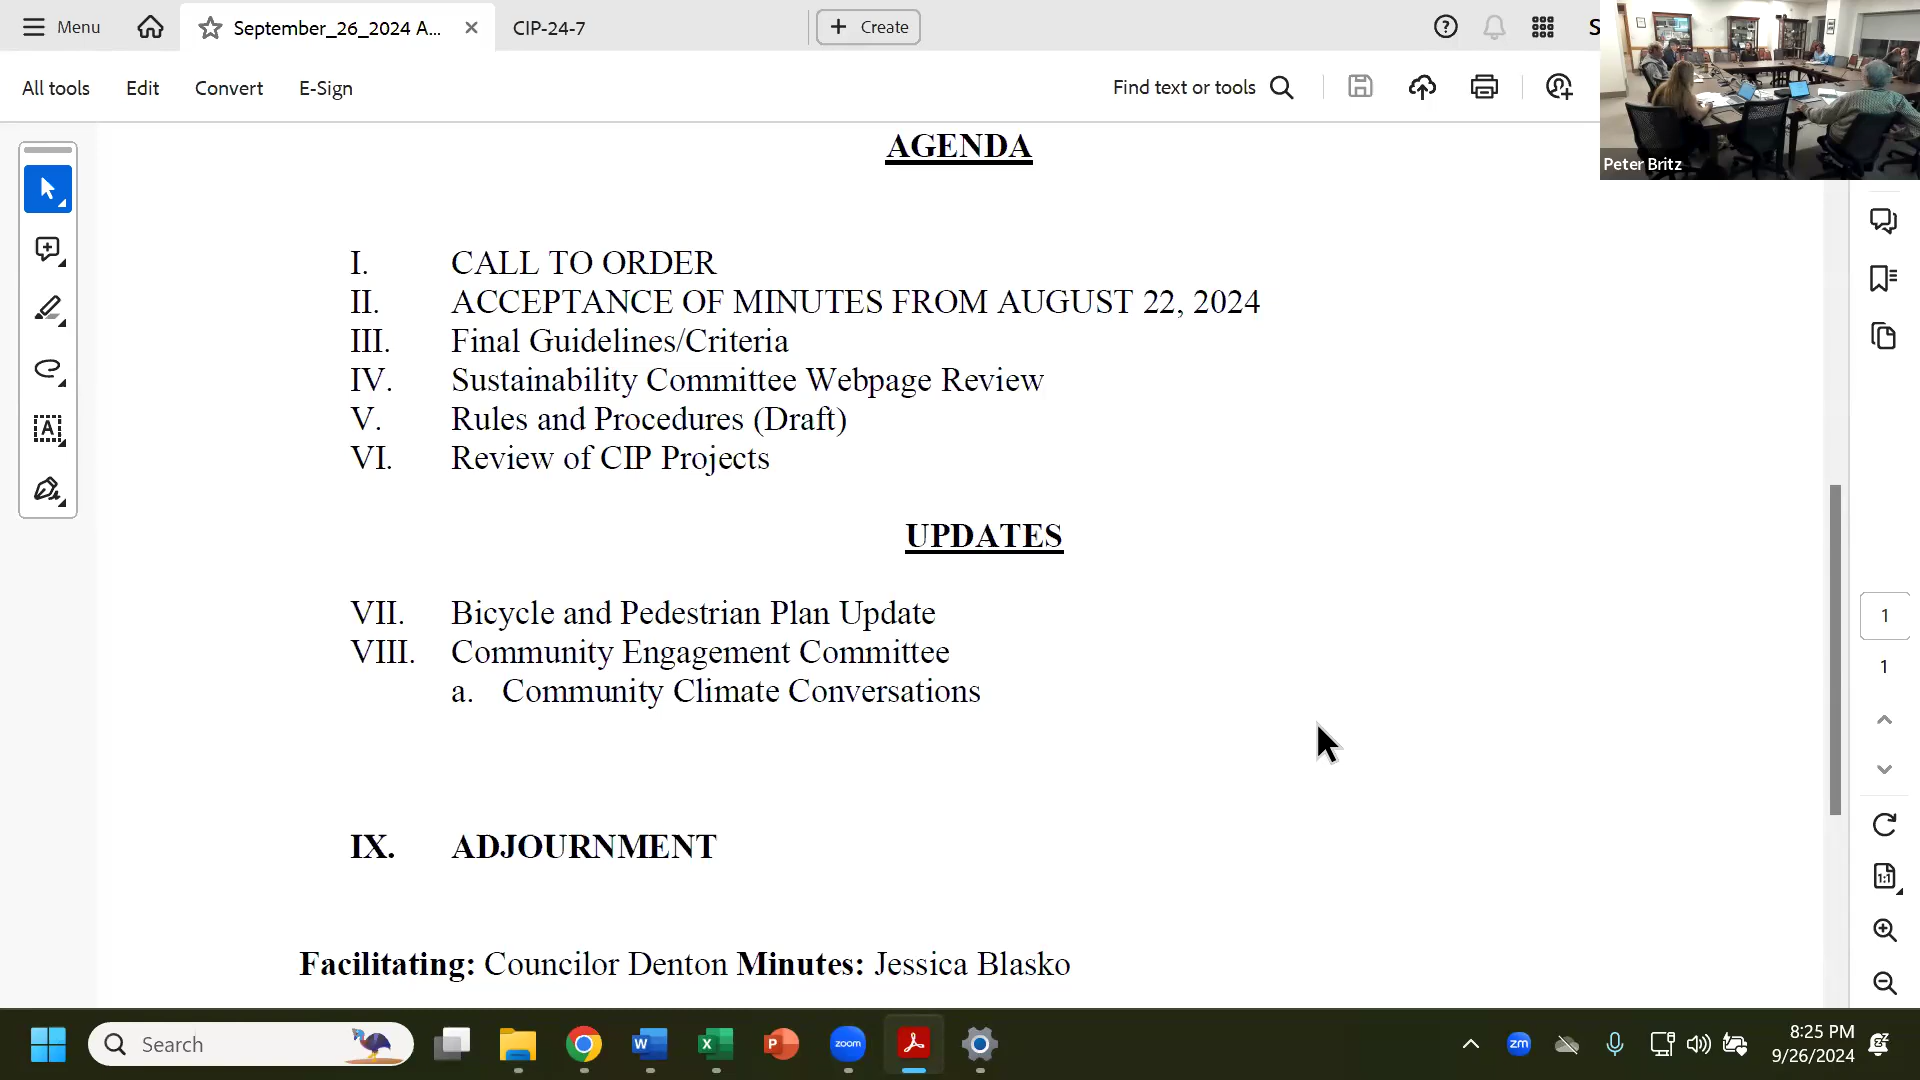 Menu
September_26_2024 A...
CIP-24-7
Create
All tools
Edit
Convert
E-Sign
Find text or tools
Peter Britz
AGENDA
I. CALL TO ORDER
II. ACCEPTANCE OF MINUTES FROM AUGUST 22, 2024
III. Final Guidelines/Criteria
IV. Sustainability Committee Webpage Review
V. Rules and Procedures (Draft)
VI. Review of CIP Projects
UPDATES
VII. Bicycle and Pedestrian Plan Update
VIII. Community Engagement Committee
a. Community Climate Conversations
IX. ADJOURNMENT
Facilitating: Councilor Denton Minutes: Jessica Blasko
1
1
Search
zoom
zm
8:25 PM
9/26/2024